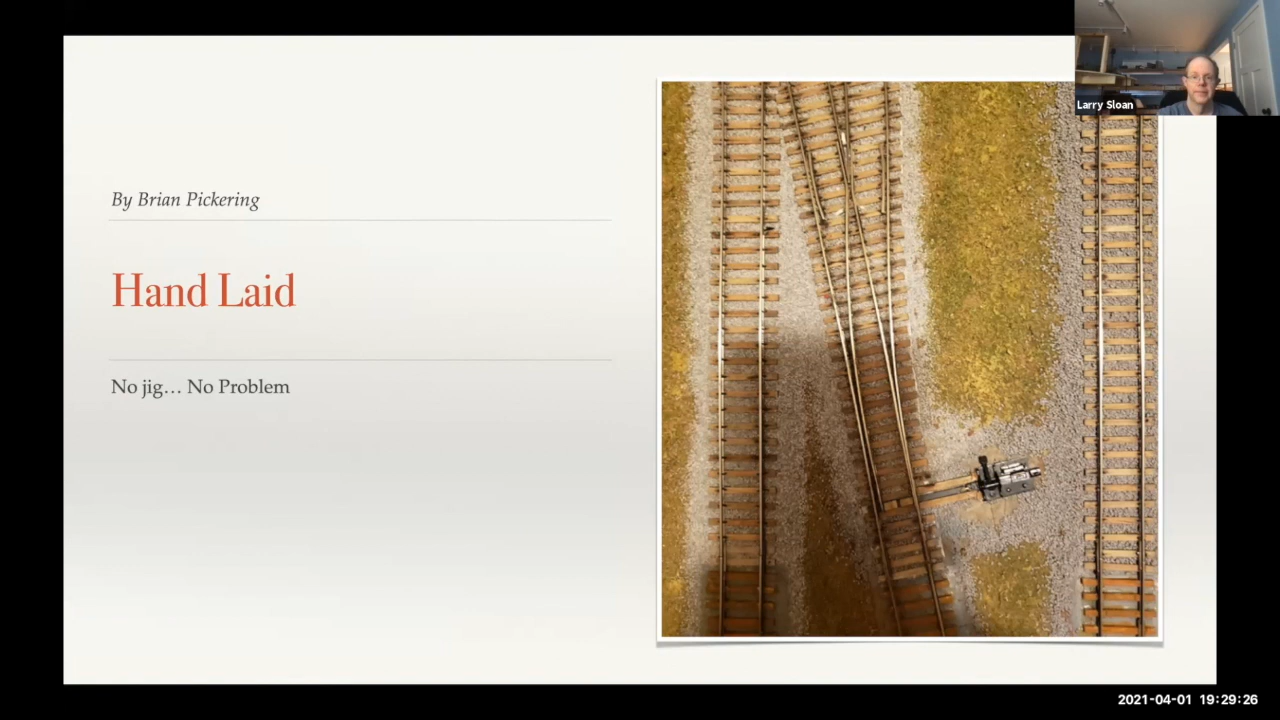 By Brian Pickering
Hand Laid
No jig… No Problem
Larry Sloan
2021-04-01 19:29:26